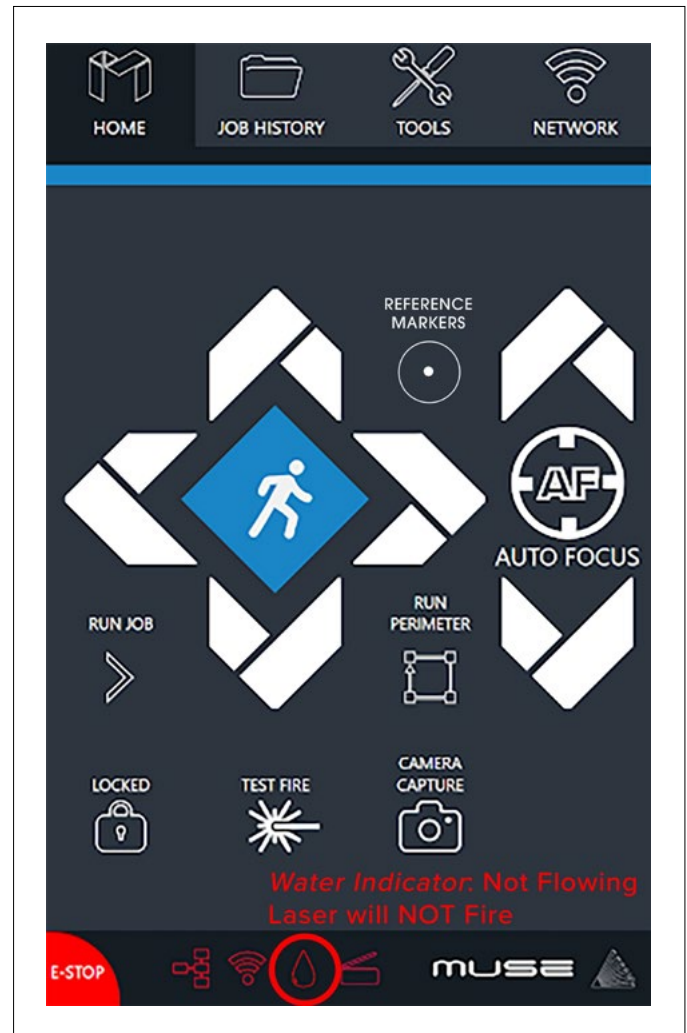 HOME
JOB HISTORY
TOOLS
NETWORK
REFERENCE
MARKERS
AF
AUTO FOCUS
RUN JOB
RUN
PERIMETER
LOCKED
TEST FIRE
CAMERA
CAPTURE
Water Indicator: Not Flowing
Laser will NOT Fire
E-STOP
muse